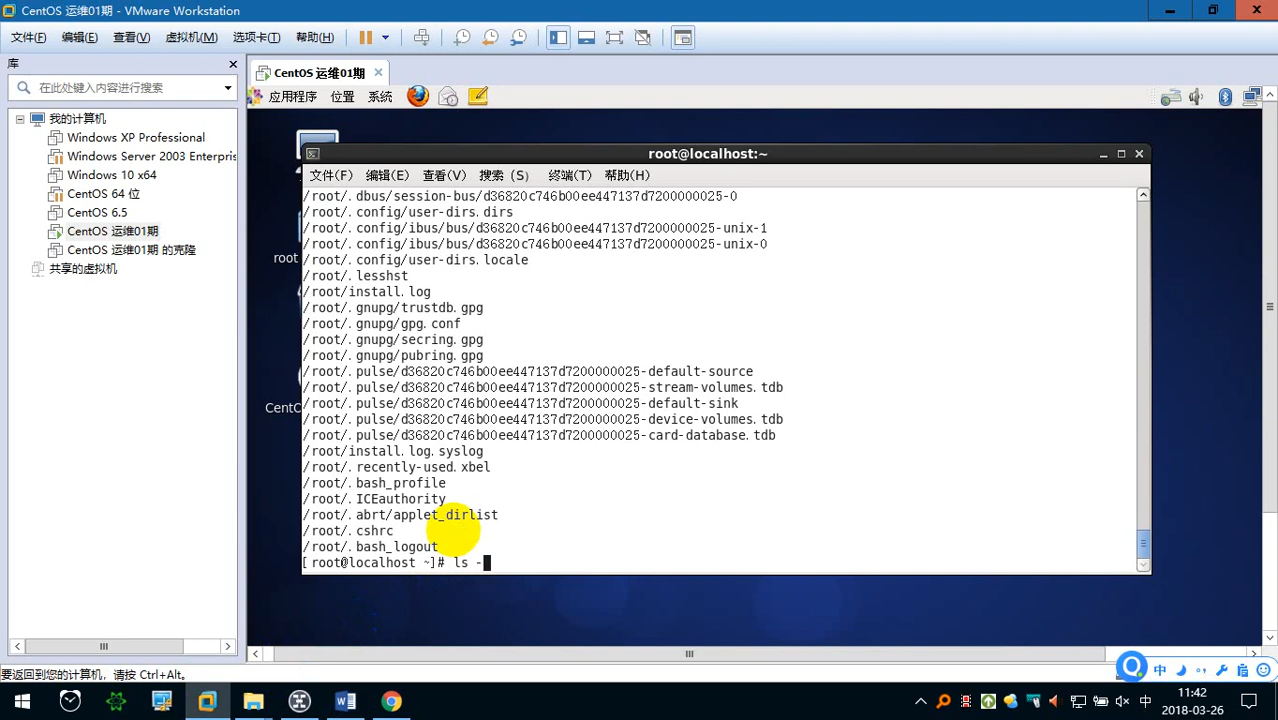 CentOS 运维01期 - VMware Workstation
文件(F) 编辑(E) 查看(V) 虚拟机(M) 选项卡(T) 帮助(H)
库
在此处键入内容进行搜索
我的计算机
Windows XP Professional
Windows Server 2003 Enterpris
Windows 10 x64
CentOS 64 位
CentOS 6.5
CentOS 运维01期
CentOS 运维01期 的克隆
共享的虚拟机
CentOS 运维01期
应用程序 位置 系统
root
CentO
root@localhost:~
文件(F) 编辑(E) 查看(V) 搜索 (S) 终端(T) 帮助(H)
/root/. dbus/session-bus/d36820c746b00ee447137d7200000025-0
/root/. config/user-dirs. dirs
/root/. config/ibus/bus/d36820c746b00ee447137d7200000025-unix-1
/root/. config/ibus/bus/d36820c746b00ee447137d7200000025-unix-0
/root/. config/user-dirs. locale
/root/. lesshst
/root/install. log
/root/. gnupg/trustdb. gpg
/root/. gnupg/gpg. conf
/root/. gnupg/secring. gpg
/root/. gnupg/pubring. gpg
/root/. pulse/d36820c746b00ee447137d7200000025-default-source
/root/. pulse/d36820c746b00ee447137d7200000025-stream-volumes. tdb
/root/. pulse/d36820c746b00ee447137d7200000025-default-sink
/root/. pulse/d36820c746b00ee447137d7200000025-device-volumes. tdb
/root/. pulse/d36820c746b00ee447137d7200000025-card-database. tdb
/root/install. log. syslog
/root/. recently-used. xbel
/root/. bash_profile
/root/. ICEauthority
/root/. abrt/applet_dirlist
/root/. cshrc
/root/. bash_logout
[ root@localhost ~]# ls -
要返回到您的计算机，请按 Ctrl+Alt。
中
中
11:42
2018-03-26